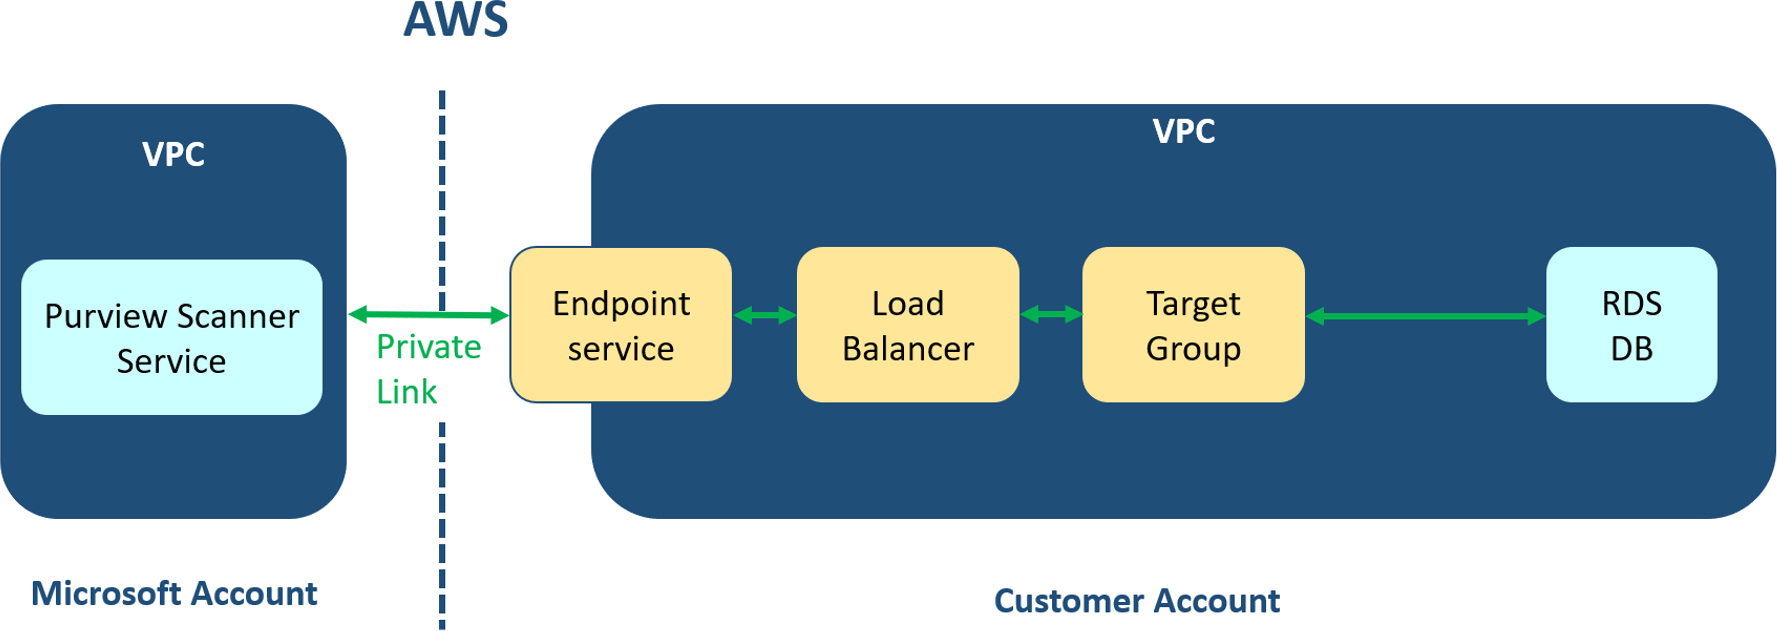 AWS
VPC
Purview Scanner
Service
Microsoft Account
Private
Link
VPC
Endpoint
service
Load
Balancer
Target
Group
RDS
DB
Customer Account